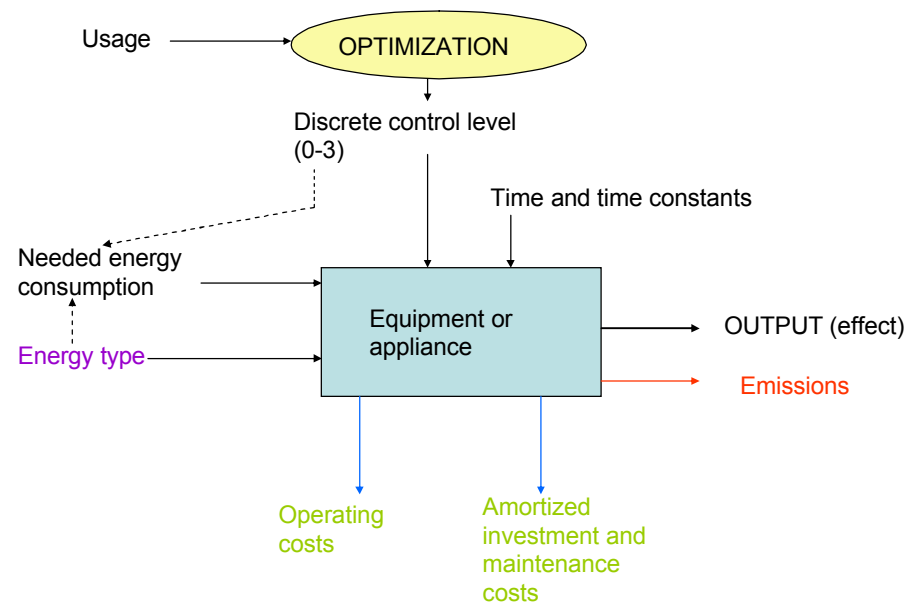 Usage
OPTIMIZATION
Discrete control level
(0-3)
Time and time constants
Needed energy
consumption
Equipment or
appliance
OUTPUT (effect)
Energy type
Emissions
Operating
costs
Amortized
investment and
maintenance
costs